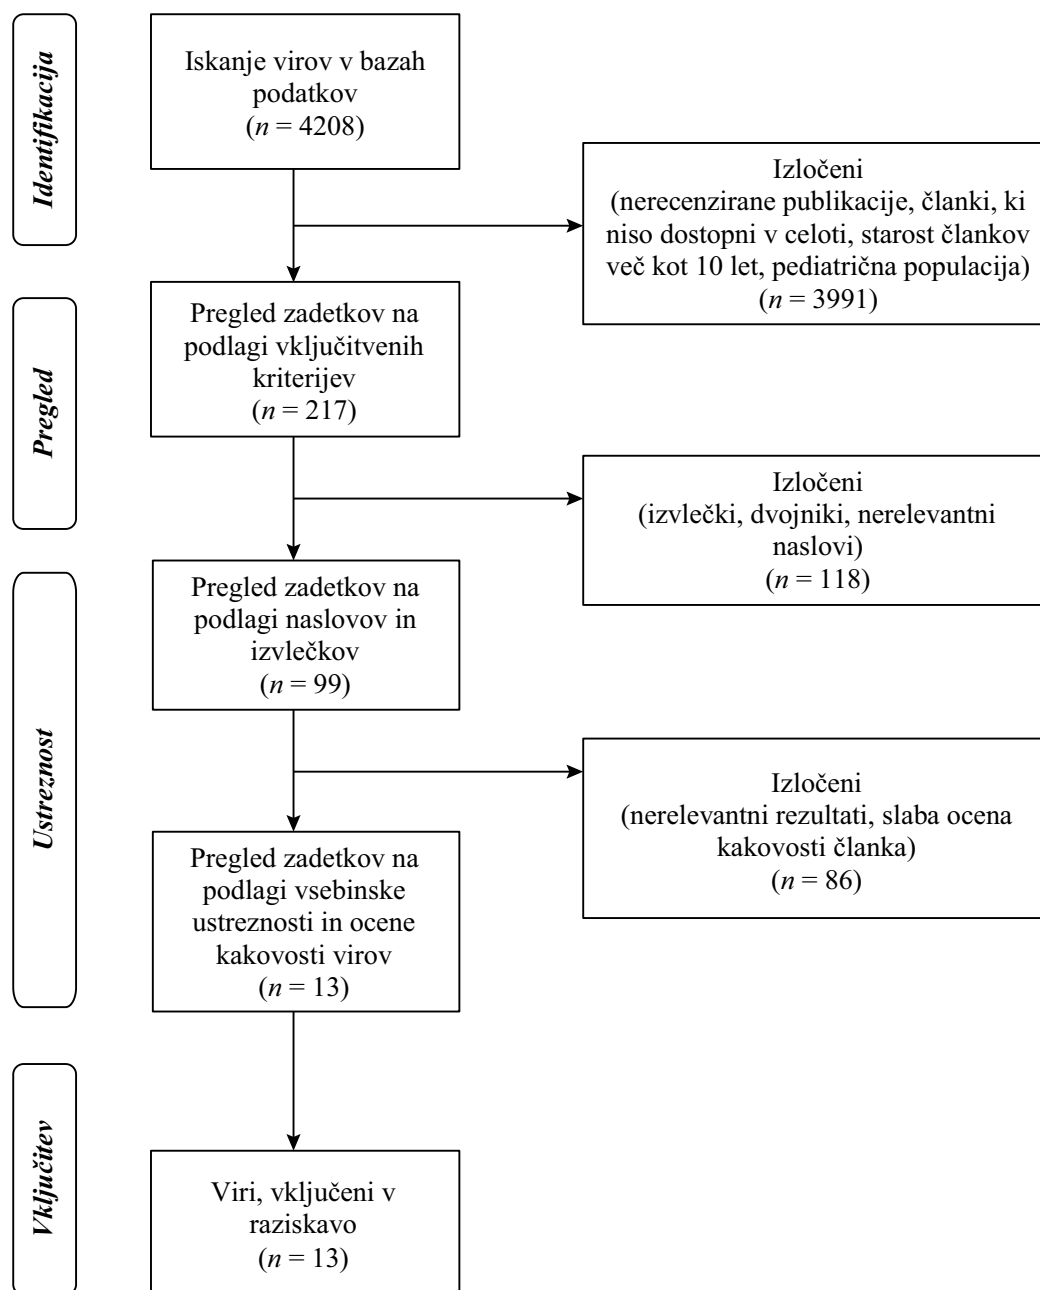 Identifikacija
Iskanje virov v bazah
podatkov
(n = 4208)
Izločeni
(nerecenzirane publikacije, članki, ki
niso dostopni v celoti, starost člankov
več kot 10 let, pediatrična populacija)
(n = 3991)
Pregled
Pregled zadetkov na
podlagi vključitvenih
kriterijev
(n = 217)
Izločeni
(izvlečki, dvojniki, nerelevantni
naslovi)
(n = 118)
Ustreznost
Pregled zadetkov na
podlagi naslovov in
izvlečkov
(n = 99)
Izločeni
(nerelevantni rezultati, slaba ocena
kakovosti članka)
(n = 86)
Pregled zadetkov na
podlagi vsebinske
ustreznosti in ocene
kakovosti virov
(n = 13)
Vključitev
Viri, vključeni v
raziskavo
(n = 13)